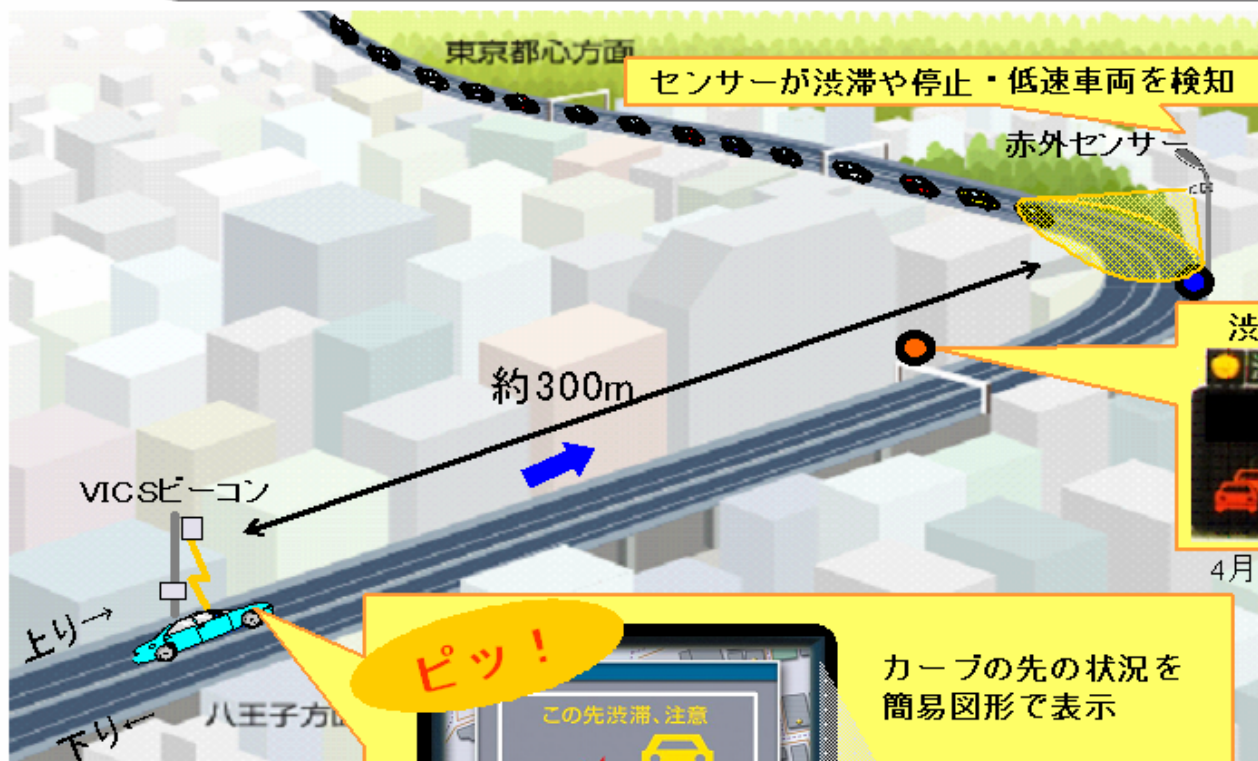 東京都心方面
センサーが渋滞や停止・低速車両を検知
赤外センサー
約300m
渋
VICSビーコン
4月
上り→
ピッ!
カーブの先の状況を
簡易図形で表示
この先渋滞、注意
八王子方面
下り←